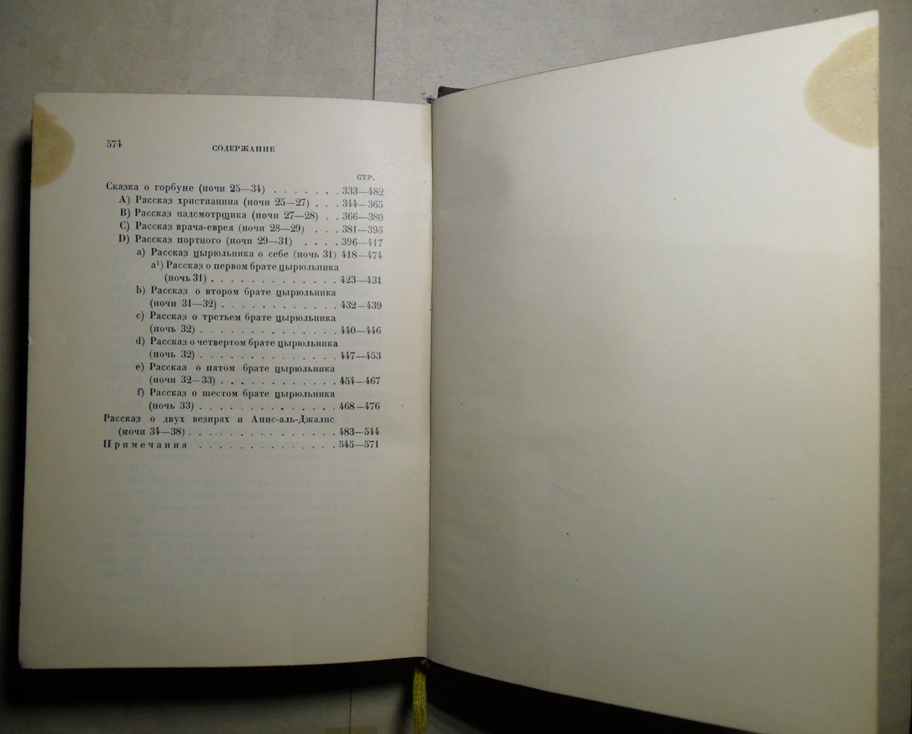 574
СОДЕРЖАНИЕ
СТР.
Сказка о горбуне (ночи 25—34) . . . . . . . 333—482
A) Рассказ христианина (ночи 25—27) . . . 344—365
B) Рассказ надсмотрщика (ночи 27—28) . . 366—380
C) Рассказ врача-еврея (ночи 28—29) . . . 381—395
D) Рассказ портного (ночи 29—31) . . . . 396—417
a) Рассказ цырюльника о себе (ночь 31) 418—474
a¹) Рассказ о первом брате цырюльника
(ночь 31) . . . . . . . . . . . . 423—431
b) Рассказ о втором брате цырюльника
(ночи 31—32) . . . . . . . . . . . 432—439
c) Рассказ о третьем брате цырюльника
(ночь 32) . . . . . . . . . . . . . 440—446
d) Рассказ о четвертом брате цырюльника
(ночь 32) . . . . . . . . . . . . . 447—453
e) Рассказ о пятом брате цырюльника
(ночи 32—33) . . . . . . . . . . . 454—467
f) Рассказ о шестом брате цырюльника
(ночь 33) . . . . . . . . . . . . . 468—476
Рассказ о двух везирях и Анис-аль-Джалис
(ночи 34—38) . . . . . . . . . . . . . . 483—544
Примечания . . . . . . . . . . . . . 545—571